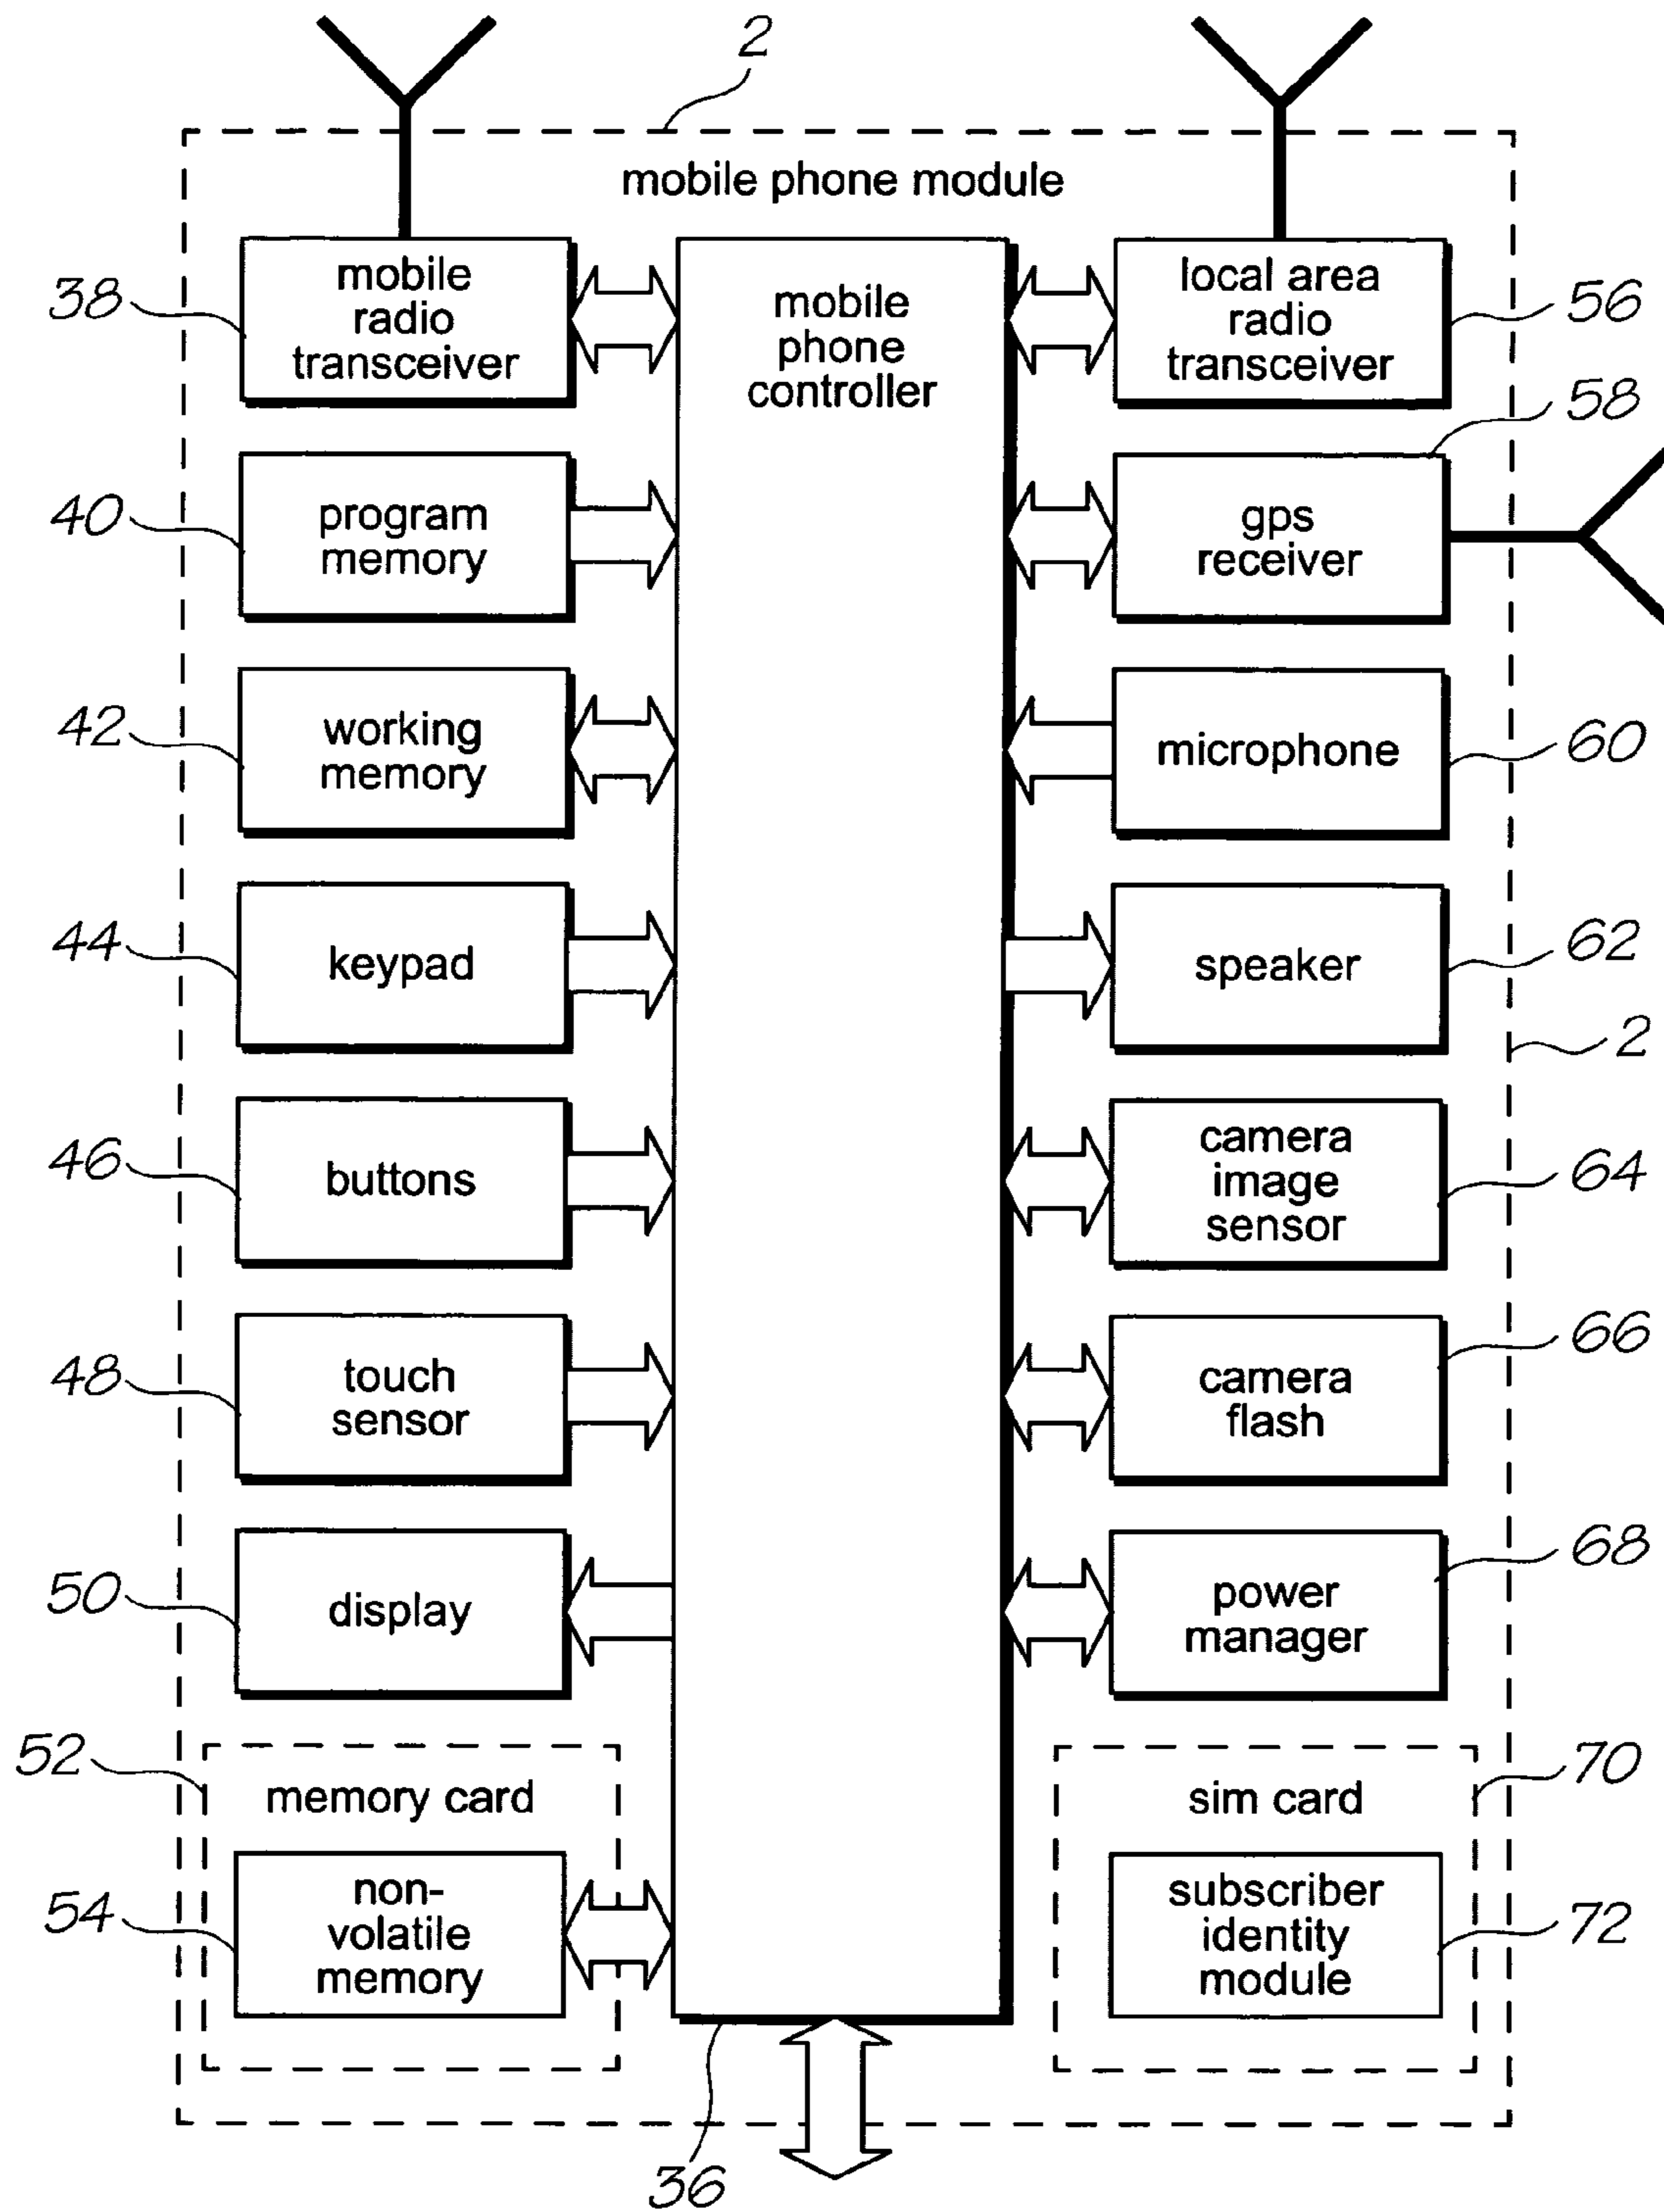 2
mobile phone module
38
mobile
radio
transceiver
mobile
phone
controller
local area
radio
transceiver
56
58
40
program
memory
gps
receiver
42
working
memory
microphone
60
44
keypad
speaker
62
2
46
buttons
camera
image
sensor
64
48
touch
sensor
camera
flash
66
50
display
power
manager
68
52
memory card
sim card
70
54
non-
volatile
memory
subscriber
identity
module
72
36